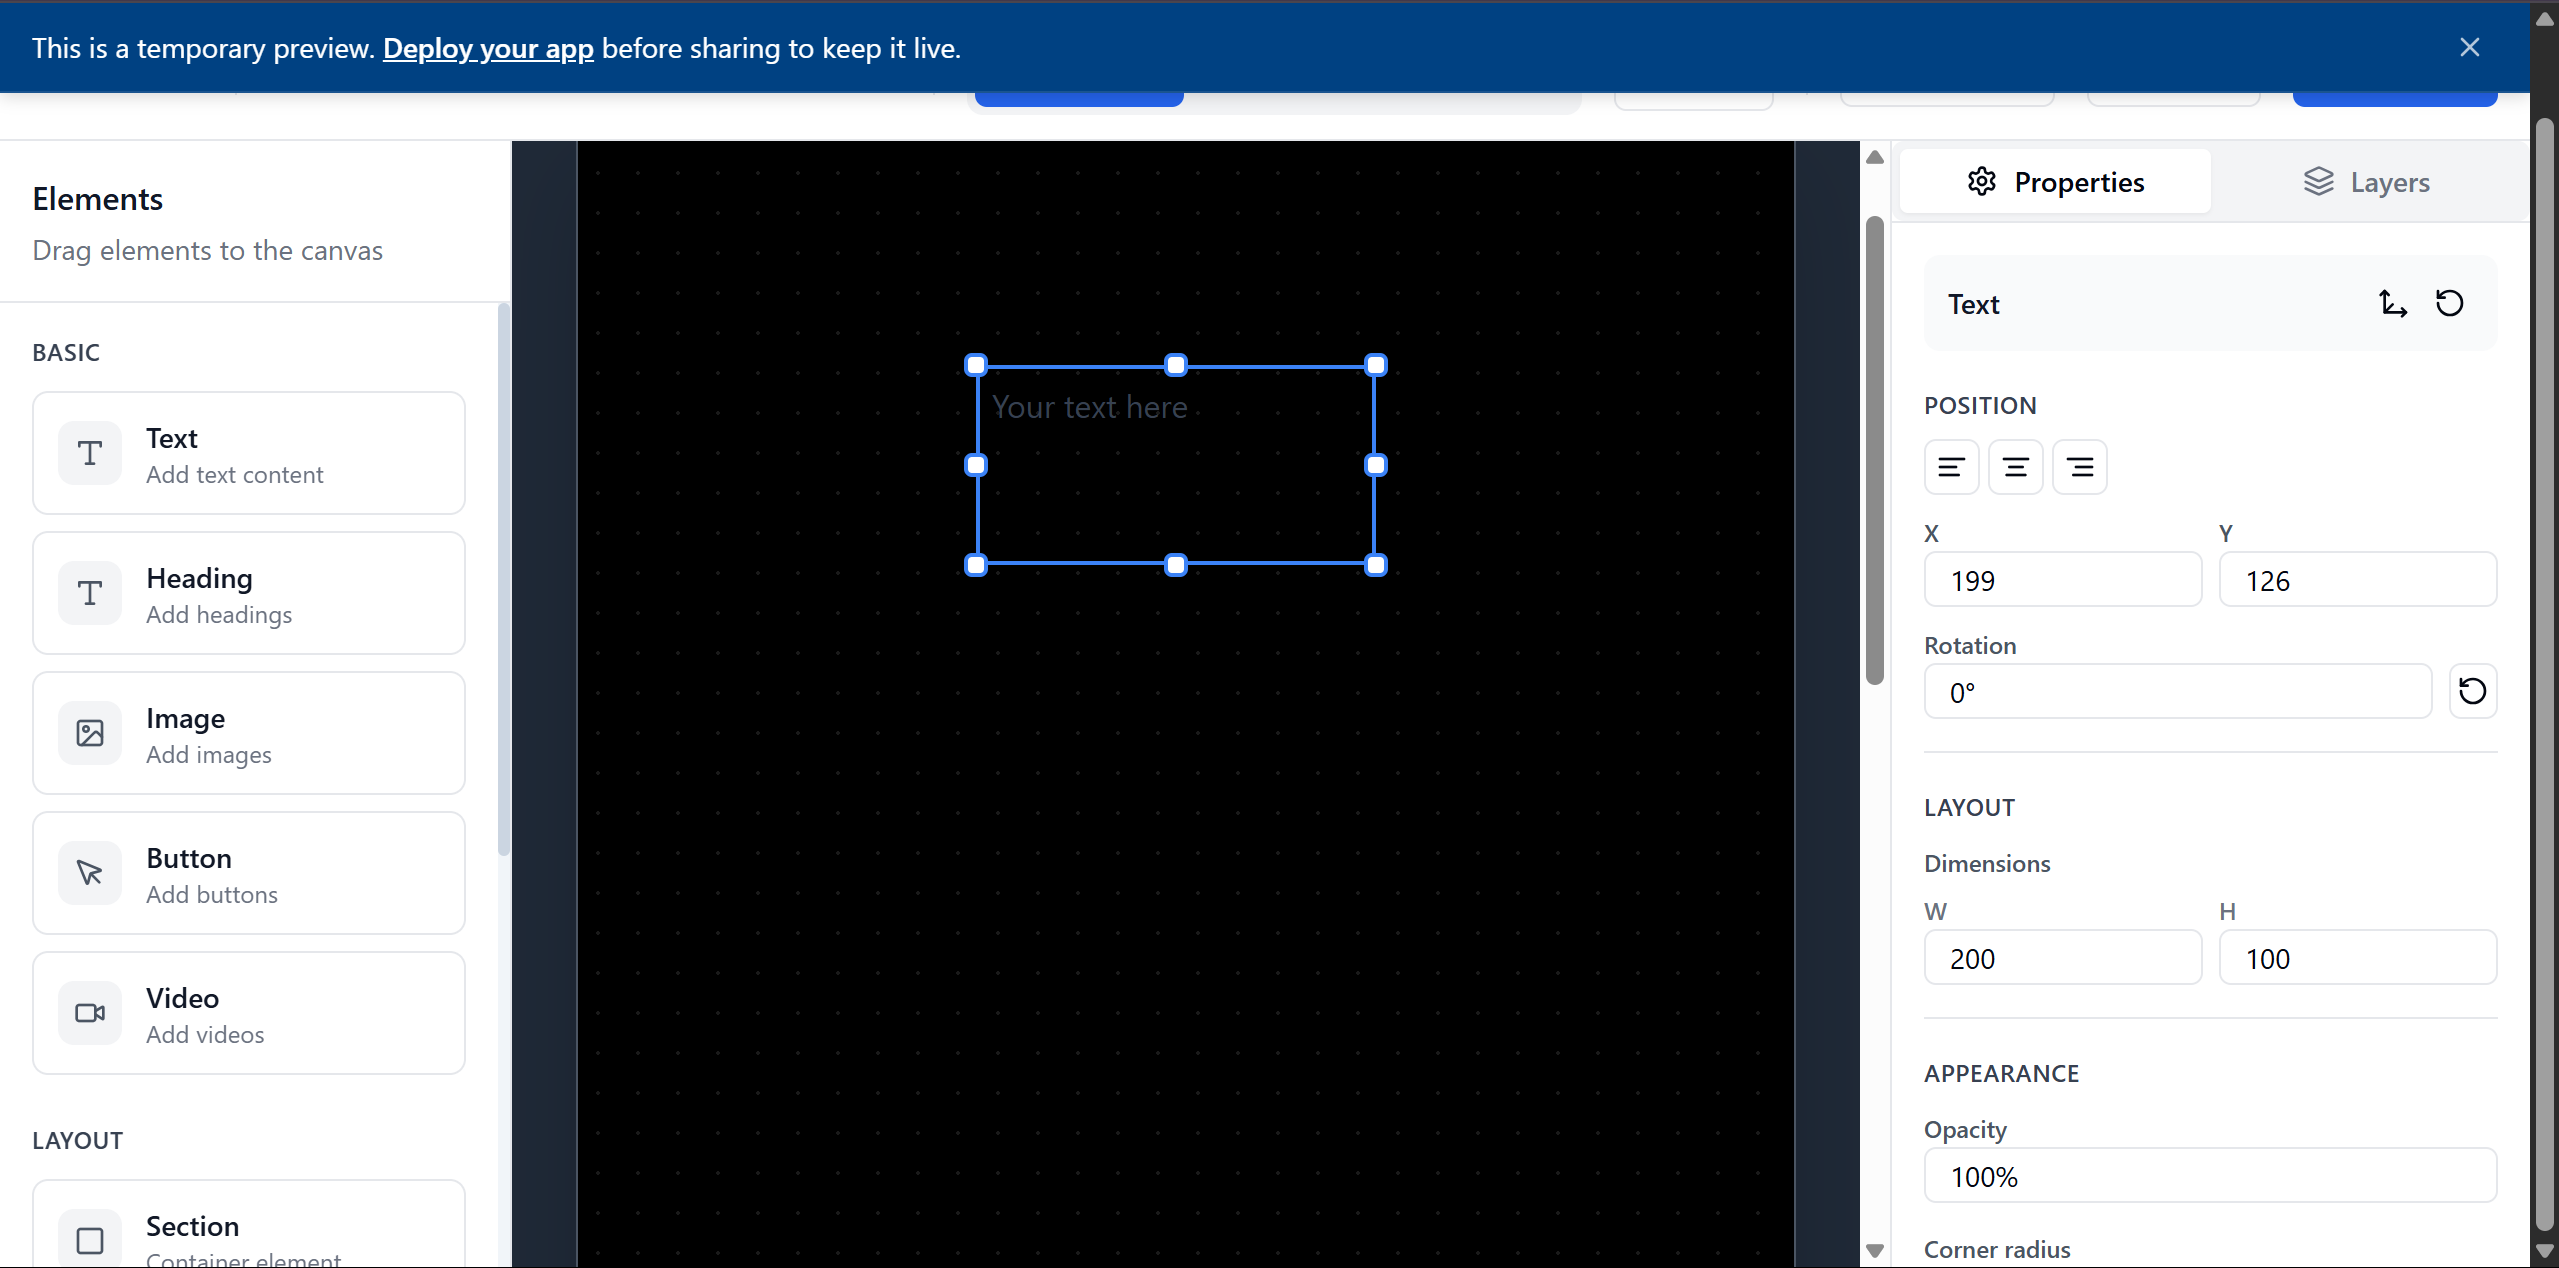 This is a temporary preview. Deploy your app before sharing to keep it live.
Elements
Drag elements to the canvas
BASIC
Text
Add text content
Heading
Add headings
Image
Add images
Button
Add buttons
Video
Add videos
LAYOUT
Section
Container element
Your text here
Properties
Layers
Text
POSITION
X
Y
199
126
Rotation
0°
LAYOUT
Dimensions
W
H
200
100
APPEARANCE
Opacity
100%
Corner radius